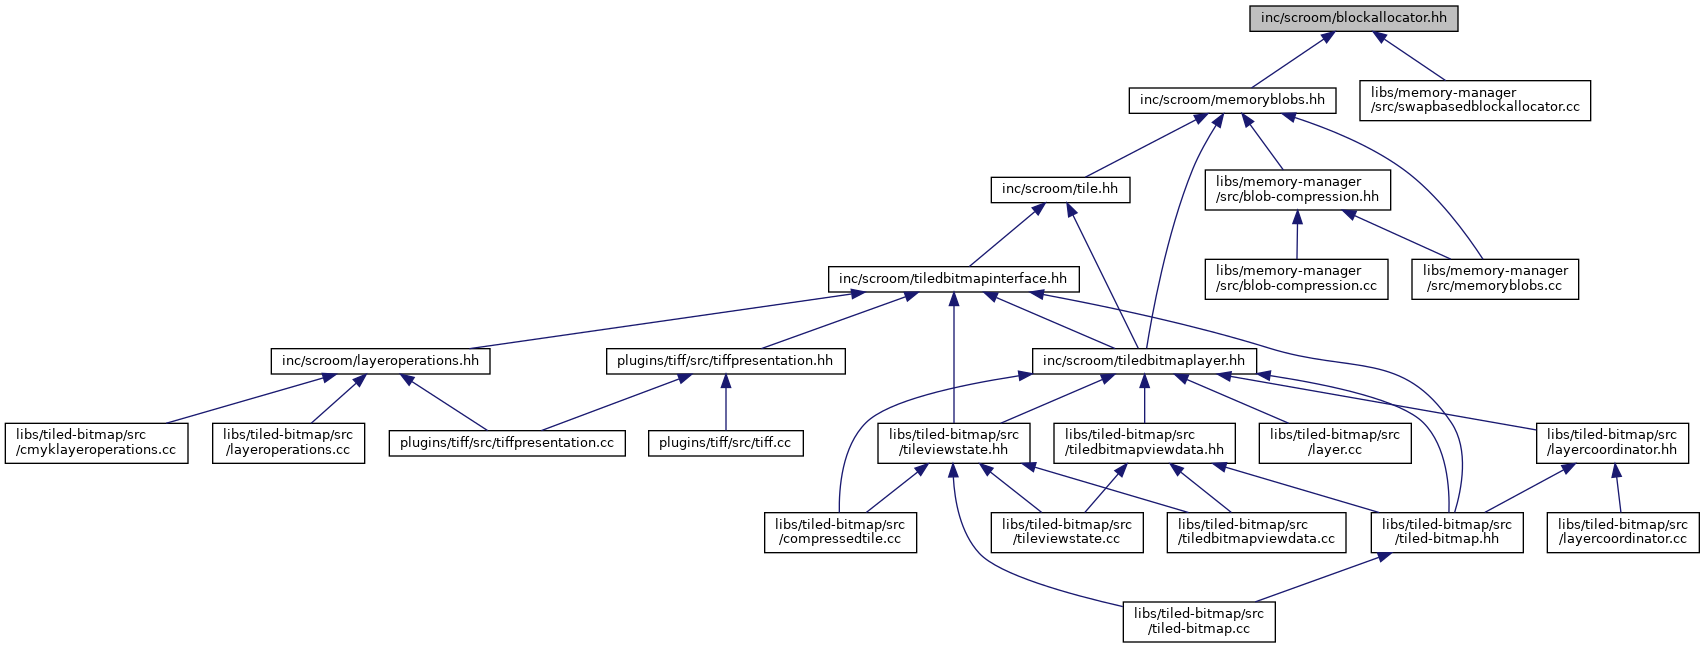 inc/scroom/blockallocator.hh
inc/scroom/memoryblobs.hh
libs/memory-manager
/src/swapbasedblockallocator.cc
inc/scroom/tile.hh
libs/memory-manager
/src/blob-compression.hh
inc/scroom/tiledbitmapinterface.hh
libs/memory-manager
/src/blob-compression.cc
libs/memory-manager
/src/memoryblobs.cc
inc/scroom/layeroperations.hh
plugins/tiff/src/tiffpresentation.hh
inc/scroom/tiledbitmaplayer.hh
libs/tiled-bitmap/src
/cmyklayeroperations.cc
libs/tiled-bitmap/src
/layeroperations.cc
plugins/tiff/src/tiffpresentation.cc
plugins/tiff/src/tiff.cc
libs/tiled-bitmap/src
/tileviewstate.hh
libs/tiled-bitmap/src
/tiledbitmapviewdata.hh
libs/tiled-bitmap/src
/layer.cc
libs/tiled-bitmap/src
/layercoordinator.hh
libs/tiled-bitmap/src
/compressedtile.cc
libs/tiled-bitmap/src
/tileviewstate.cc
libs/tiled-bitmap/src
/tiledbitmapviewdata.cc
libs/tiled-bitmap/src
/tiled-bitmap.hh
libs/tiled-bitmap/src
/layercoordinator.cc
libs/tiled-bitmap/src
/tiled-bitmap.cc